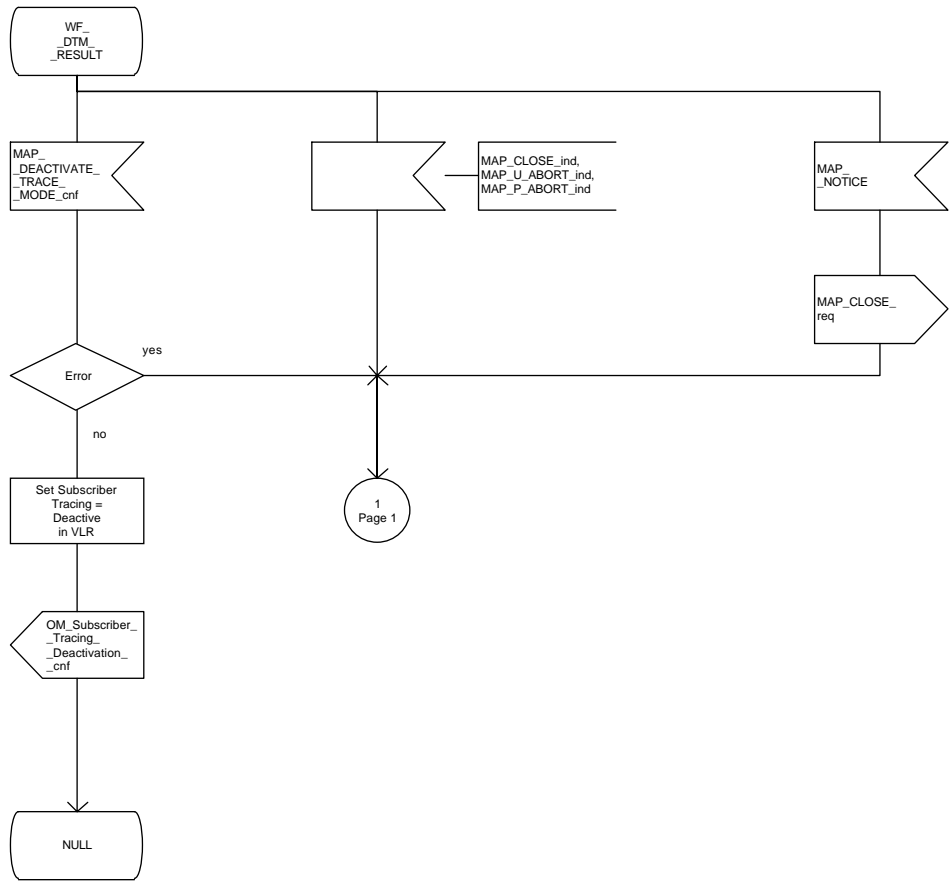 WF_
_DTM_
_RESULT
MAP_
_DEACTIVATE_
_TRACE_
_MODE_cnf
MAP_CLOSE_ind,
MAP_U_ABORT_ind,
MAP_P_ABORT_ind
MAP_
_NOTICE
MAP_CLOSE_
req
yes
Error
no
Set Subscriber
Tracing =
Deactive
in VLR
1
Page 1
OM_Subscriber_
_Tracing_
_Deactivation_
_cnf
NULL